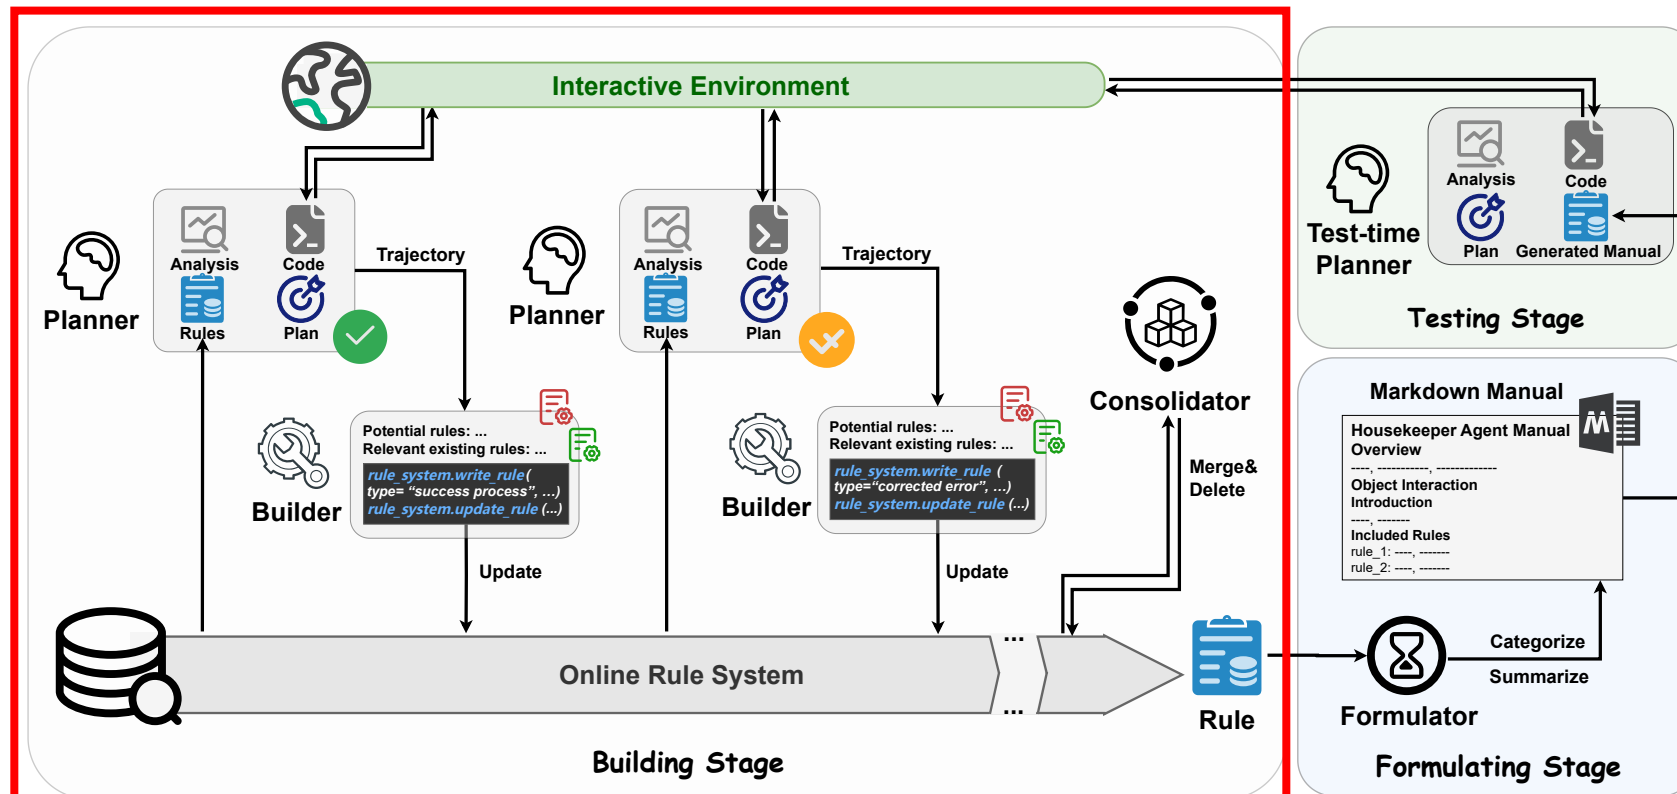 Interactive Environment
Analysis
Code
Rules
Plan
Planner
Trajectory
Potential rules: ...
Relevant existing rules: ...
rule_system.write_rule(
type= “success process”, ...)
rule_system.update_rule (...)
Builder
Update
Analysis
Code
Rules
Plan
Planner
Trajectory
Potential rules: ...
Relevant existing rules: ...
rule_system.write_rule (
type=“corrected error”, ...)
rule_system.update_rule (...)
Builder
Update
Consolidator
Merge&
Delete
Online Rule System
...
...
Rule
Building Stage
Analysis
Code
Plan
Generated Manual
Test-time
Planner
Testing Stage
Markdown Manual
M
Housekeeper Agent Manual
Overview
----, -----------, -------------
Object Interaction
Introduction
----, -------
Included Rules
rule_1: ----, -------
rule_2: ----, -------
Categorize
Summarize
Formulator
Formulating Stage